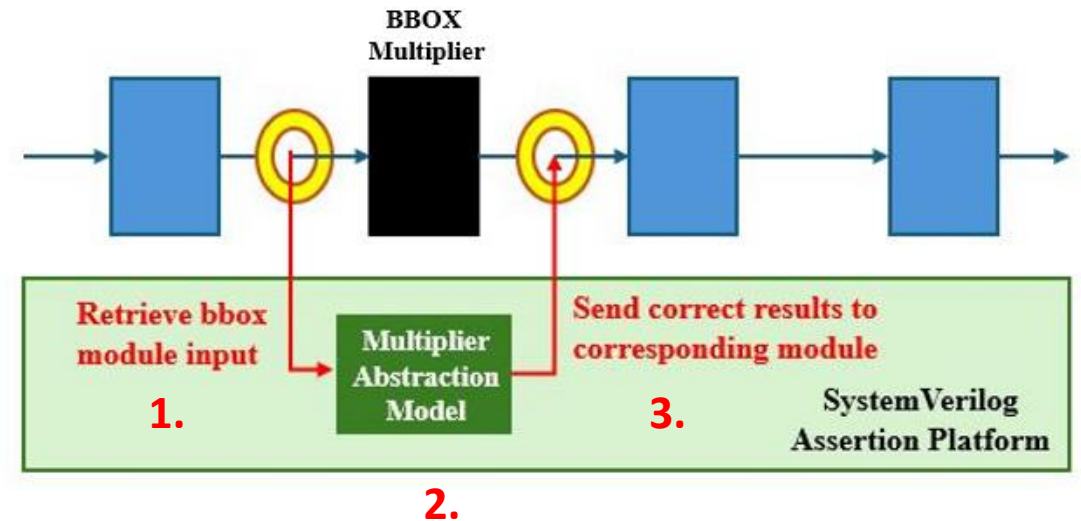 BBOX
Multiplier
Retrieve bbox
module input
1.
Multiplier
Abstraction
Model
2.
Send correct results to
corresponding module
3.
SystemVerilog
Assertion Platform